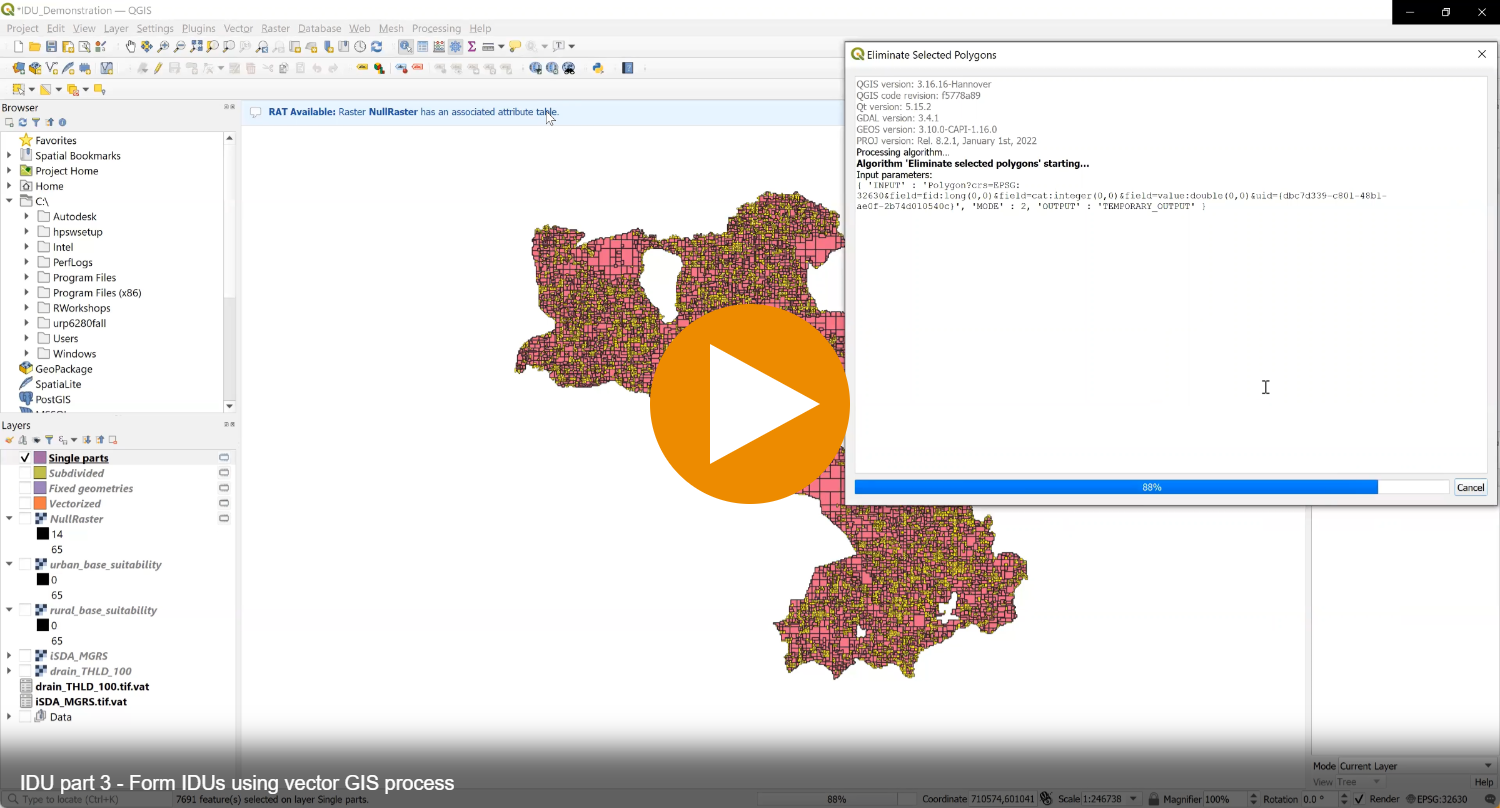 *IDU_Demonstration — QGIS
Project Edit View Layer Settings Plugins Vector Raster Database Web Mesh Processing Help
Browser
RAT Available: Raster NullRaster has an associated attribute table.
Favorites
Spatial Bookmarks
Project Home
Home
C:\
Autodesk
hpswsetup
Intel
PerfLogs
Program Files
Program Files (x86)
RWorkshops
urp6280fall
Users
Windows
GeoPackage
SpatiaLite
PostGIS
Layers
Single parts
Subdivided
Fixed geometries
Vectorized
NullRaster
14
65
urban_base_suitability
0
65
rural_base_suitability
0
65
iSDA_MGRS
drain_THLD_100
drain_THLD_100.tif.vat
iSDA_MGRS.tif.vat
Data
Eliminate Selected Polygons
QGIS version: 3.16.16-Hannover
QGIS code revision: f5778a89
Qt version: 5.15.2
GDAL version: 3.4.1
GEOS version: 3.10.0-CAPI-1.16.0
PROJ version: Rel. 8.2.1, January 1st, 2022
Processing algorithm...
Algorithm 'Eliminate selected polygons' starting...
Input parameters:
{ 'INPUT' : 'Polygon?crs=EPSG:
32630&field=fid:long(0,0)&field=cat:integer(0,0)&field=value:double(0,0)&uid={dbc7d339-c801-48b1-
ae0f-2b74d010540c}', 'MODE' : 2, 'OUTPUT' : 'TEMPORARY_OUTPUT' }
88%
Cancel
Mode Current Layer
View Tree
Help
IDU part 3 - Form IDUs using vector GIS process
Type to locate (Ctrl+K) 7691 feature(s) selected on layer Single parts. 88% Coordinate 710574,601041 Scale 1:246738 Magnifier 100% Rotation 0.0 ° Render EPSG:32630